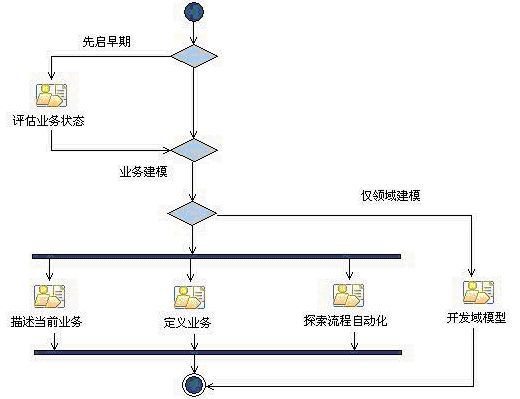 先启早期
评估业务状态
业务建模
仅领域建模
描述当前业务
定义业务
探索流程自动化
开发域模型